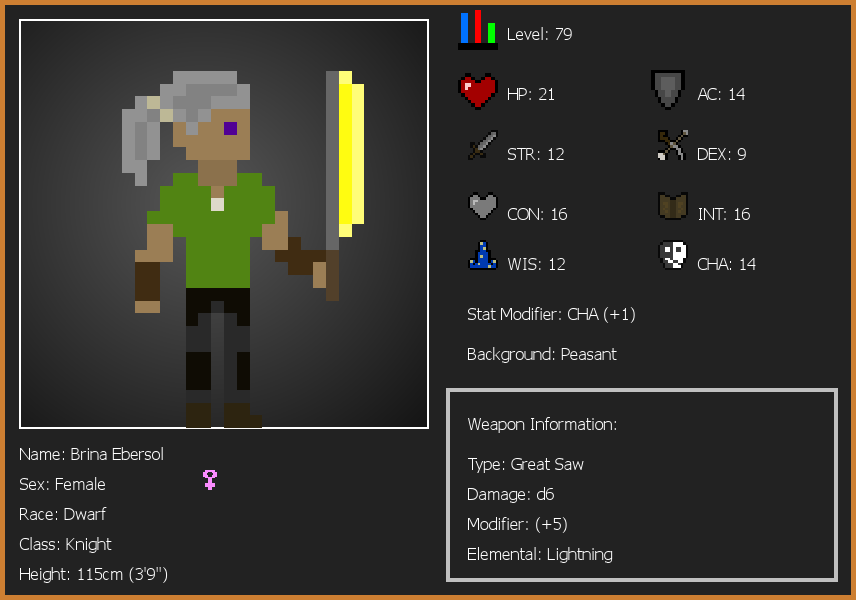 Level: 79
HP: 21
AC: 14
STR: 12
DEX: 9
CON: 16
INT: 16
WIS: 12
CHA: 14
Stat Modifier: CHA (+1)
Background: Peasant
Weapon Information:
Type: Great Saw
Damage: d6
Modifier: (+5)
Elemental: Lightning
Name: Brina Ebersol
Sex: Female
Race: Dwarf
Class: Knight
Height: 115cm (3'9")